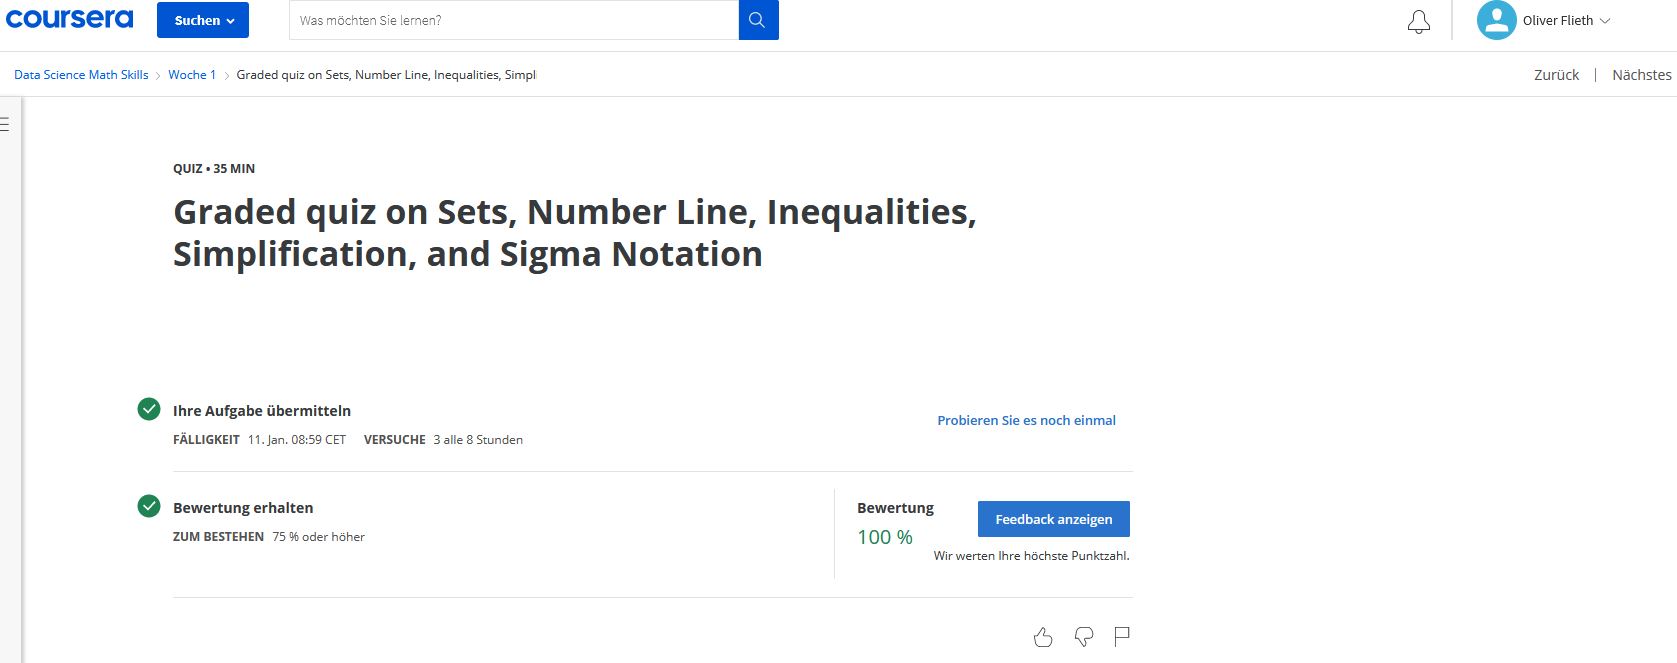 coursera
Suchen
Was möchten Sie lernen?
Oliver Flieth
Data Science Math Skills > Woche 1 > Graded quiz on Sets, Number Line, Inequalities, Simpl
Zurück | Nächstes
QUIZ • 35 MIN
Graded quiz on Sets, Number Line, Inequalities,
Simplification, and Sigma Notation
Ihre Aufgabe übermitteln
FÄLLIGKEIT 11. Jan. 08:59 CET VERSUCHE 3 alle 8 Stunden
Probieren Sie es noch einmal
Bewertung erhalten
ZUM BESTEHEN 75 % oder höher
Bewertung
100 %
Feedback anzeigen
Wir werten Ihre höchste Punktzahl.